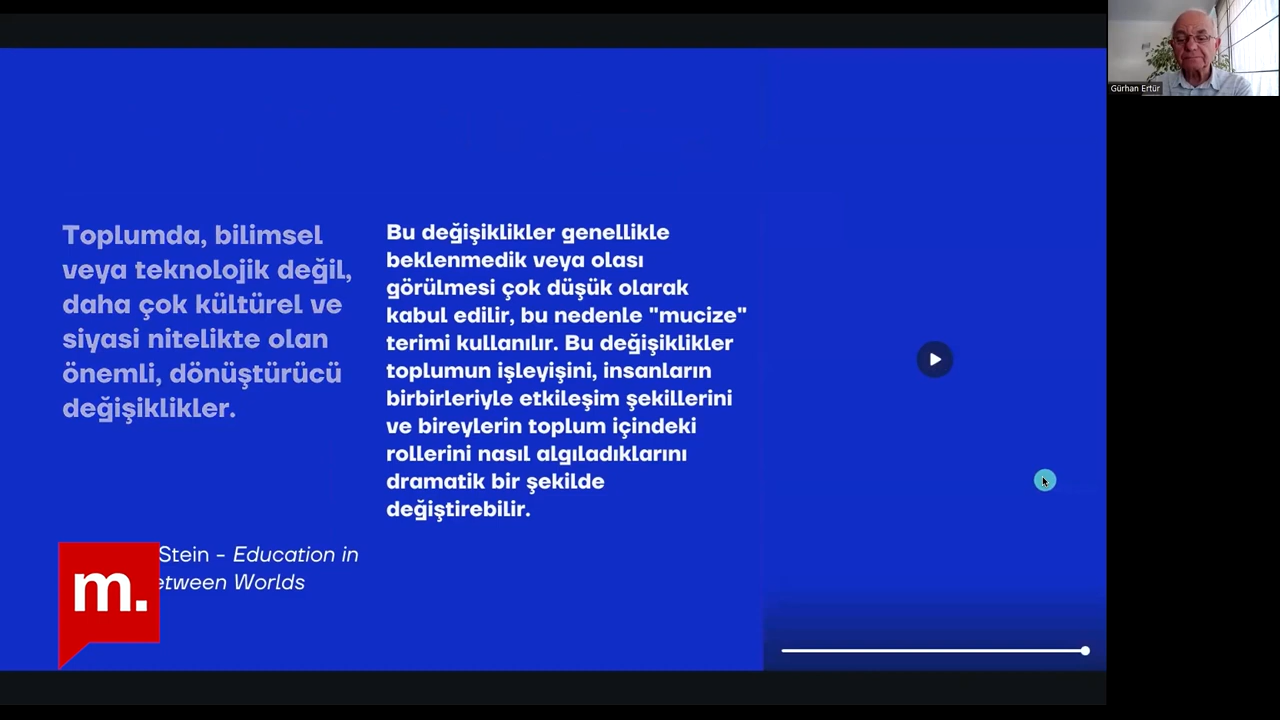 Toplumda, bilimsel
veya teknolojik değil,
daha çok kültürel ve
siyasi nitelikte olan
önemli, dönüştürücü
değişiklikler.
Bu değişiklikler genellikle
beklenmedik veya olası
görülmesi çok düşük olarak
kabul edilir, bu nedenle "mucize"
terimi kullanılır. Bu değişiklikler
toplumun işleyişini, insanların
birbirleriyle etkileşim şekillerini
ve bireylerin toplum içindeki
rollerini nasıl algıladıklarını
dramatik bir şekilde
değiştirebilir.
Stein - Education in
etween Worlds
m.
Gürhan Ertür